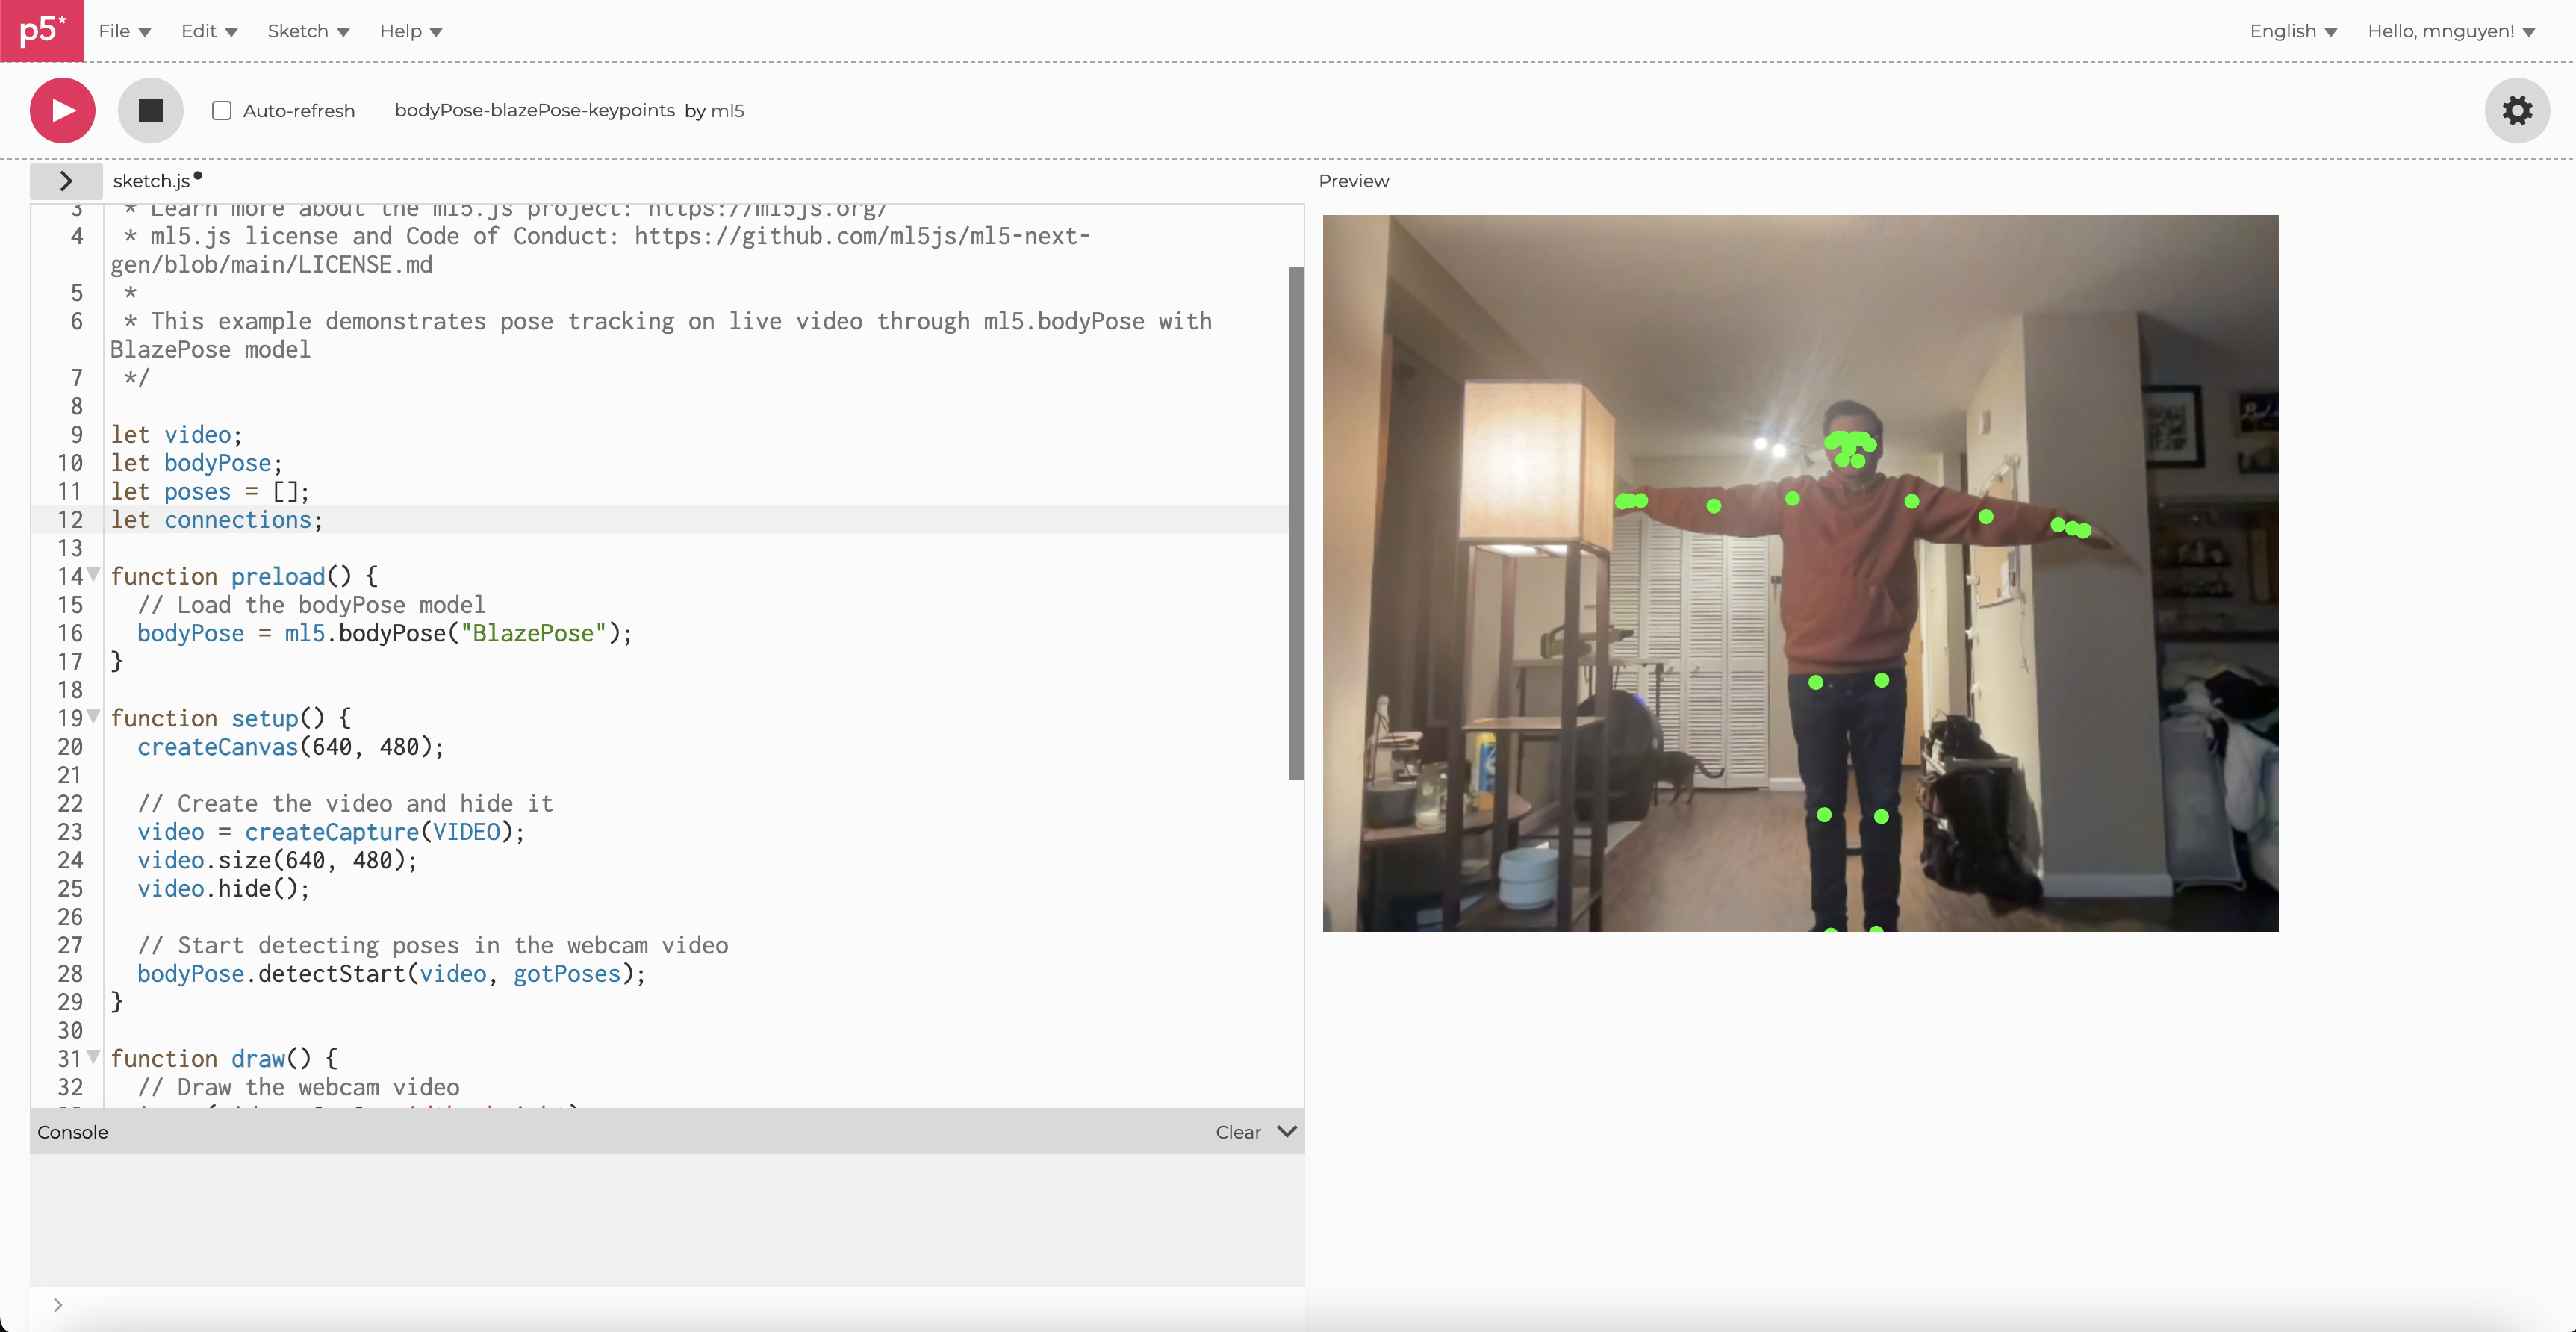 p5*
File Edit Sketch Help English Hello, mnguyen!
Auto-refresh bodyPose-blazePose-keypoints by ml5
> sketch.js Preview
3 * Learn more about the ml5.js project: https://ml5js.org/
4 * ml5.js license and Code of Conduct: https://github.com/ml5js/ml5-next-
gen/blob/main/LICENSE.md
5 *
6 * This example demonstrates pose tracking on live video through ml5.bodyPose with
BlazePose model
7 */
8
9 let video;
10 let bodyPose;
11 let poses = [];
12 let connections;
13
14 function preload() {
15 // Load the bodyPose model
16 bodyPose = ml5.bodyPose("BlazePose");
17 }
18
19 function setup() {
20 createCanvas(640, 480);
21
22 // Create the video and hide it
23 video = createCapture(VIDEO);
24 video.size(640, 480);
25 video.hide();
26
27 // Start detecting poses in the webcam video
28 bodyPose.detectStart(video, gotPoses);
29 }
30
31 function draw() {
32 // Draw the webcam video
Console Clear
>